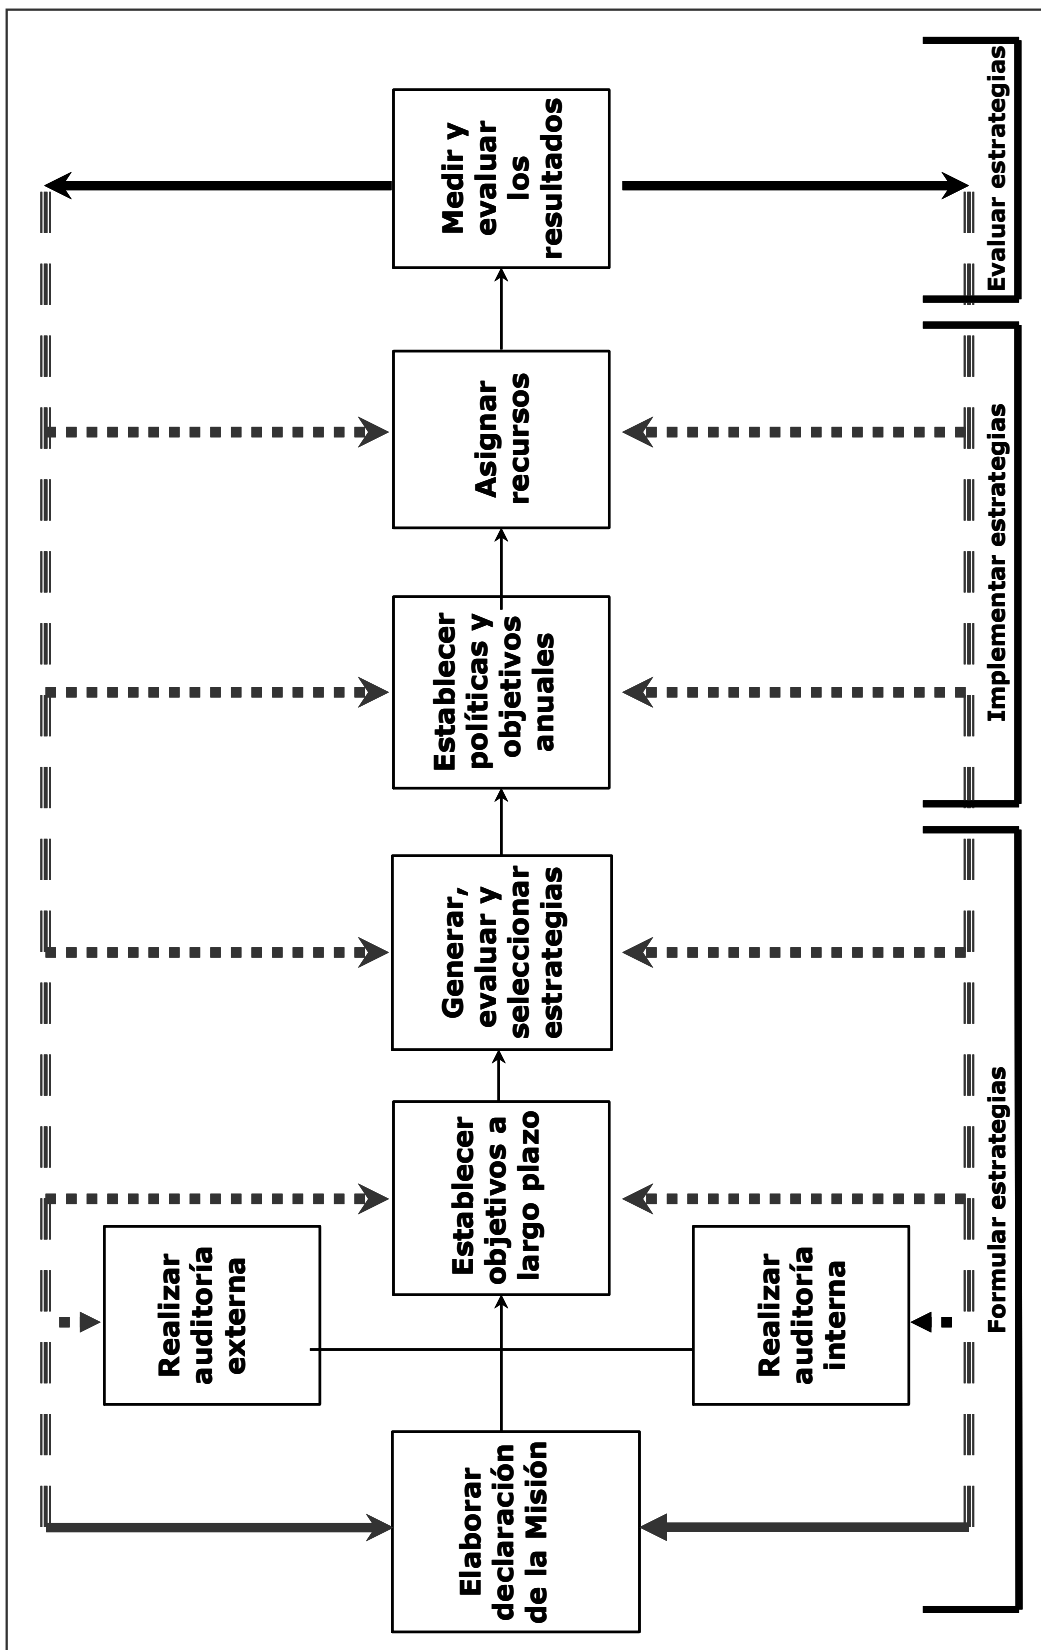 Elaborar
declaración
de la Misión
Realizar
auditoría
externa
Realizar
auditoría
interna
Establecer
objetivos a
largo plazo
Generar,
evaluar y
seleccionar
estrategias
Establecer
políticas y
objetivos
anuales
Asignar
recursos
Medir y
evaluar
los
resultados
Formular estrategias
Implementar estrategias
Evaluar estrategias